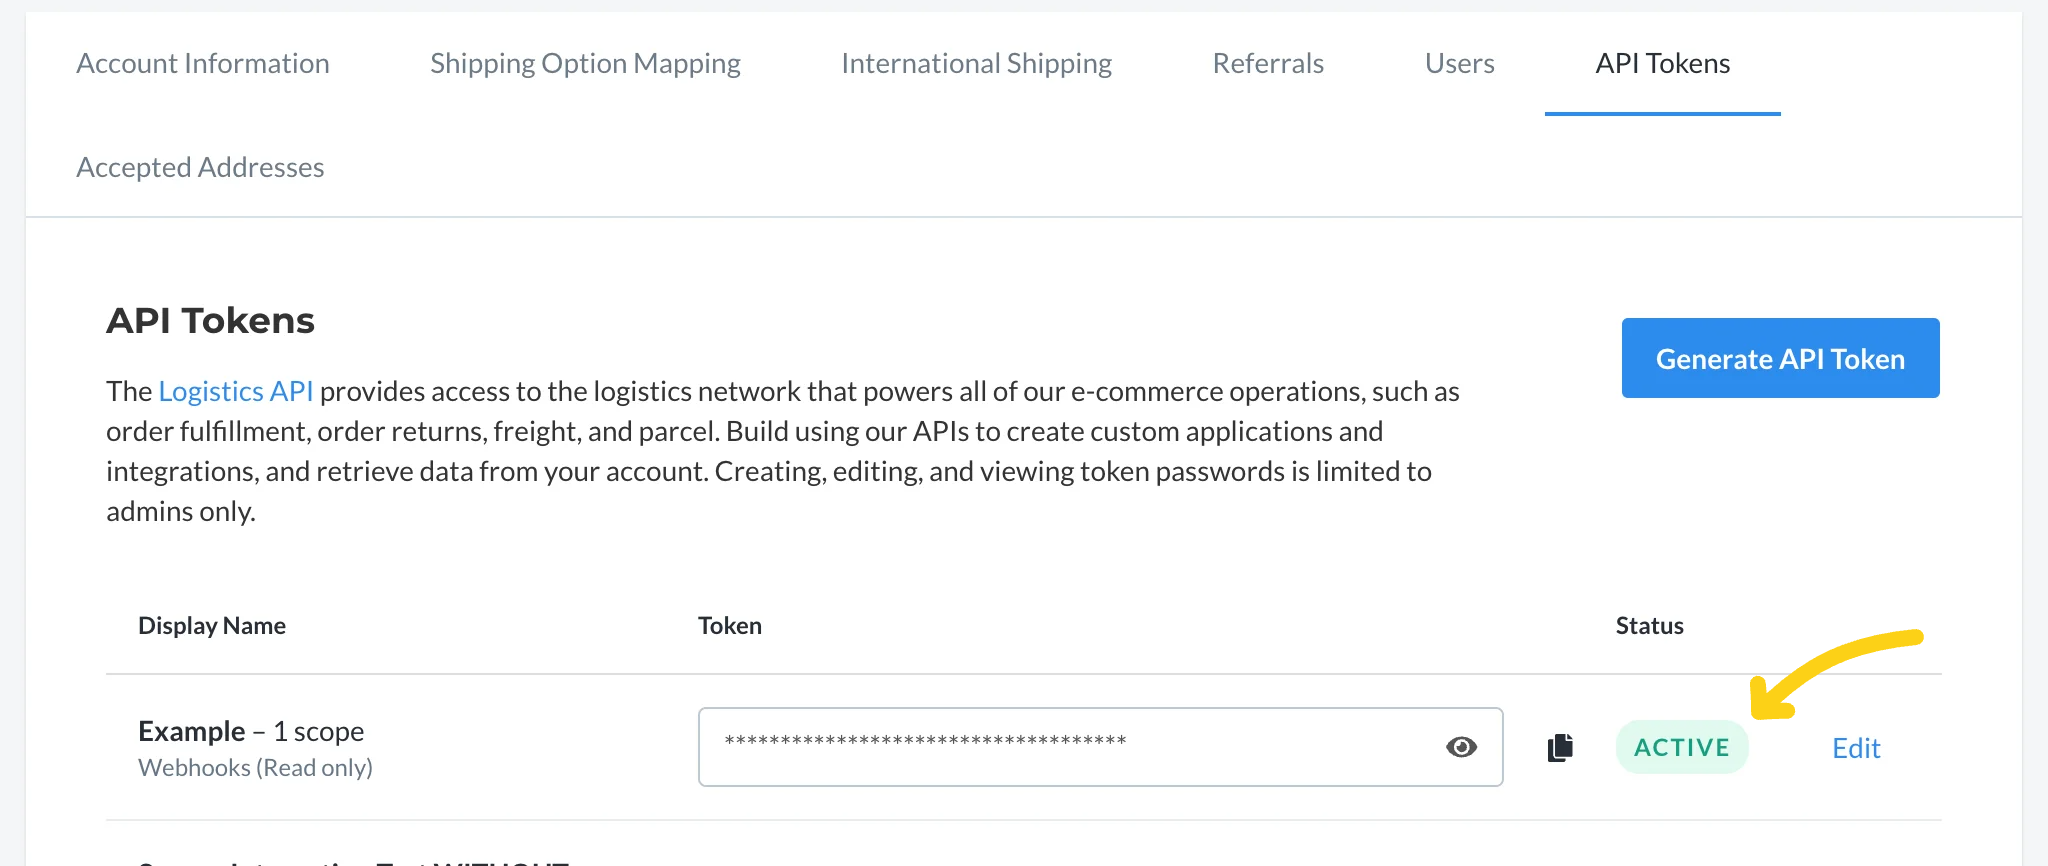 Account Information
Shipping Option Mapping
International Shipping
Referrals
Users
API Tokens
Accepted Addresses
API Tokens
Generate API Token
The Logistics API provides access to the logistics network that powers all of our e-commerce operations, such as
order fulfillment, order returns, freight, and parcel. Build using our APIs to create custom applications and
integrations, and retrieve data from your account. Creating, editing, and viewing token passwords is limited to
admins only.
Display Name
Token
Status
Example – 1 scope
Webhooks (Read only)
************************************
ACTIVE
Edit
WITHOUT